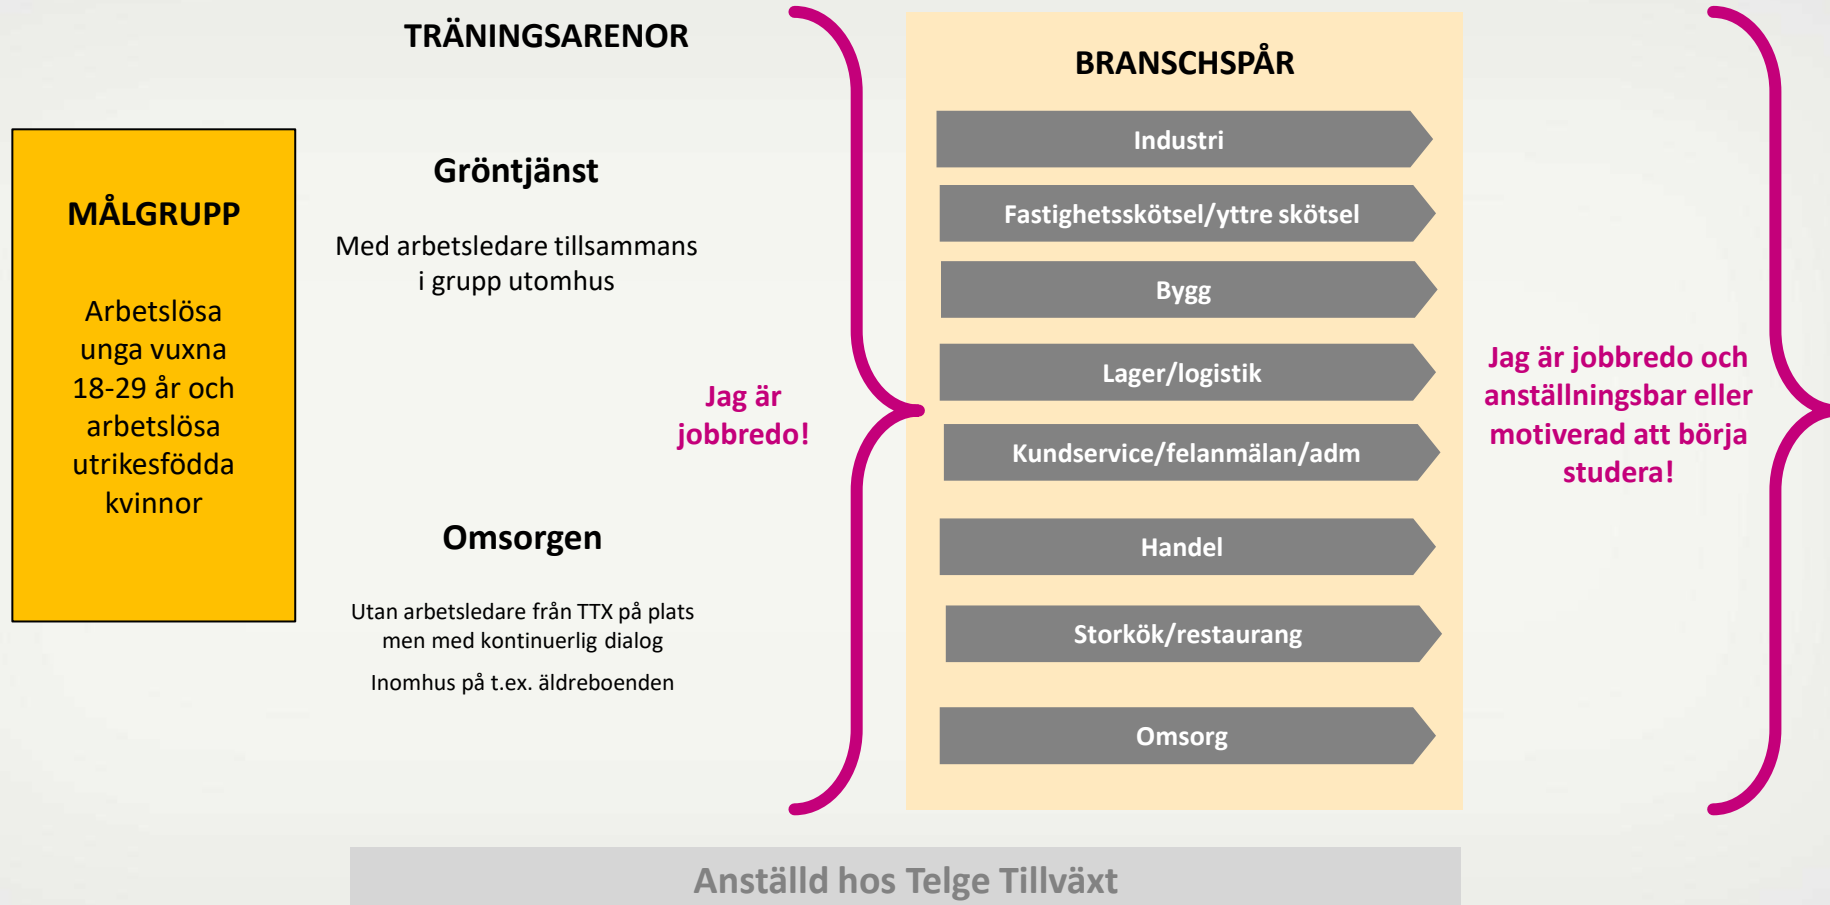 MÅLGRUPP
Arbetslösa
unga vuxna
18-29 år och
arbetslösa
utrikesfödda
kvinnor
TRÄNINGSARENOR
Gröntjänst
Med arbetsledare tillsammans
i grupp utomhus
Omsorgen
Utan arbetsledare från TTX på plats
men med kontinuerlig dialog
Inomhus på t.ex. äldreboenden
Jag är
jobbredo!
BRANSCHSPÅR
Industri
Fastighetsskötsel/yttre skötsel
Bygg
Lager/logistik
Kundservice/felanmälan/adm
Handel
Storkök/restaurang
Omsorg
Jag är jobbredo och
anställningsbar eller
motiverad att börja
studera!
Anställd hos Telge Tillväxt